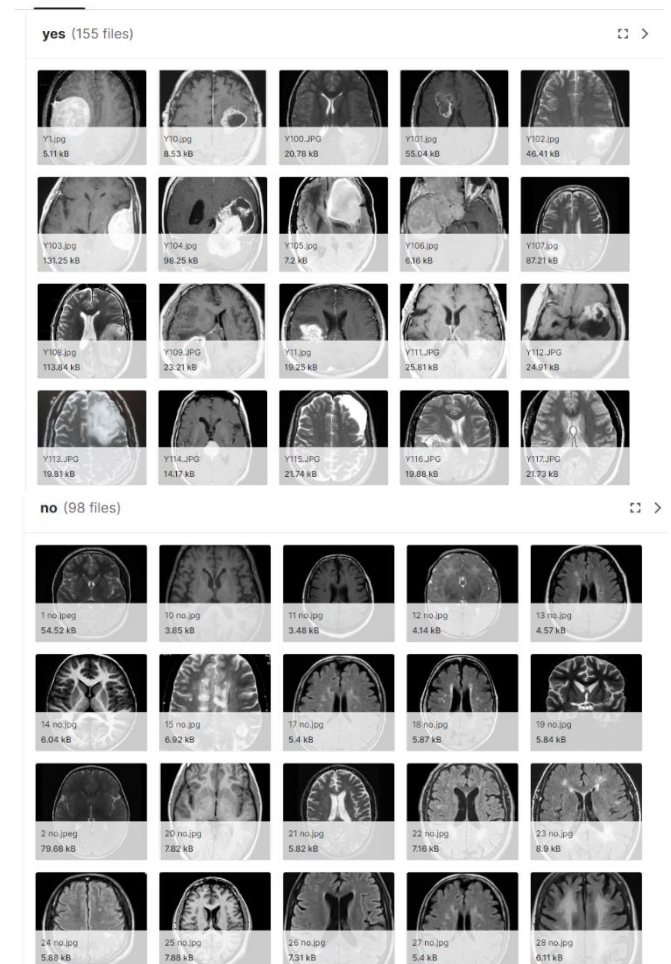 yes (155 files)
Y1.jpg
5.11 kB
Y10.jpg
8.53 kB
Y100.JPG
20.78 kB
Y101.jpg
55.04 kB
Y102.jpg
46.41 kB
Y103.jpg
131.25 kB
Y104.jpg
98.25 kB
Y105.jpg
7.2 kB
Y106.jpg
6.16 kB
Y107.jpg
87.21 kB
Y108.jpg
113.84 kB
Y109.JPG
23.21 kB
Y11.jpg
19.25 kB
Y111.JPG
25.81 kB
Y112.JPG
24.91 kB
Y113.JPG
19.81 kB
Y114.JPG
14.17 kB
Y115.JPG
21.74 kB
Y116.JPG
19.88 kB
Y117.JPG
21.73 kB
no (98 files)
1 no.jpeg
54.52 kB
10 no.jpg
3.85 kB
11 no.jpg
3.48 kB
12 no.jpg
4.14 kB
13 no.jpg
4.57 kB
14 no.jpg
6.04 kB
15 no.jpg
6.92 kB
17 no.jpg
5.4 kB
18 no.jpg
5.87 kB
19 no.jpg
5.84 kB
2 no.jpeg
79.68 kB
20 no.jpg
7.82 kB
21 no.jpg
5.82 kB
22 no.jpg
7.16 kB
23 no.jpg
8.9 kB
24 no.jpg
5.88 kB
25 no.jpg
7.88 kB
26 no.jpg
7.31 kB
27 no.jpg
5.4 kB
28 no.jpg
6.11 kB